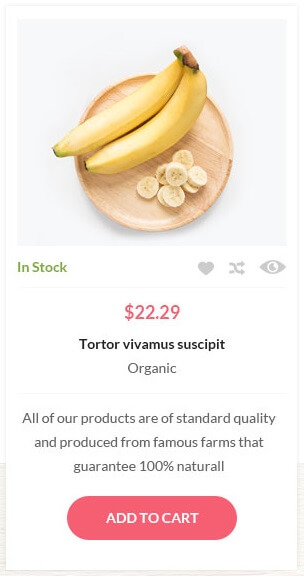 In Stock
$22.29
Tortor vivamus suscipit
Organic
All of our products are of standard quality
and produced from famous farms that
guarantee 100% naturall
ADD TO CART